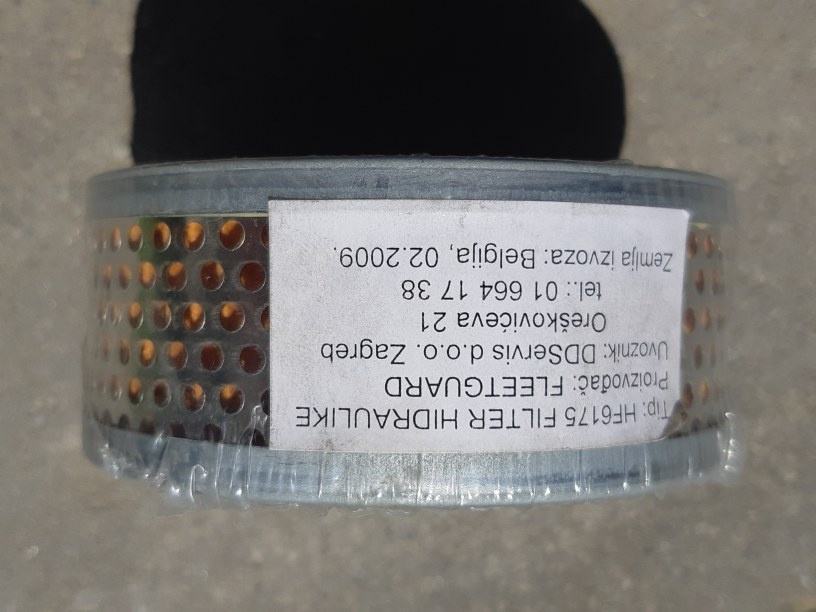 Tip: HF6175 FILTER HIDRAULIKE
Proizvođač: FLEETGUARD
Uvoznik: DDServis d.o.o. Zagreb
Oreškovićeva 21
tel.: 01 664 17 38
Zemlja izvoza: Belgija, 02.2009.